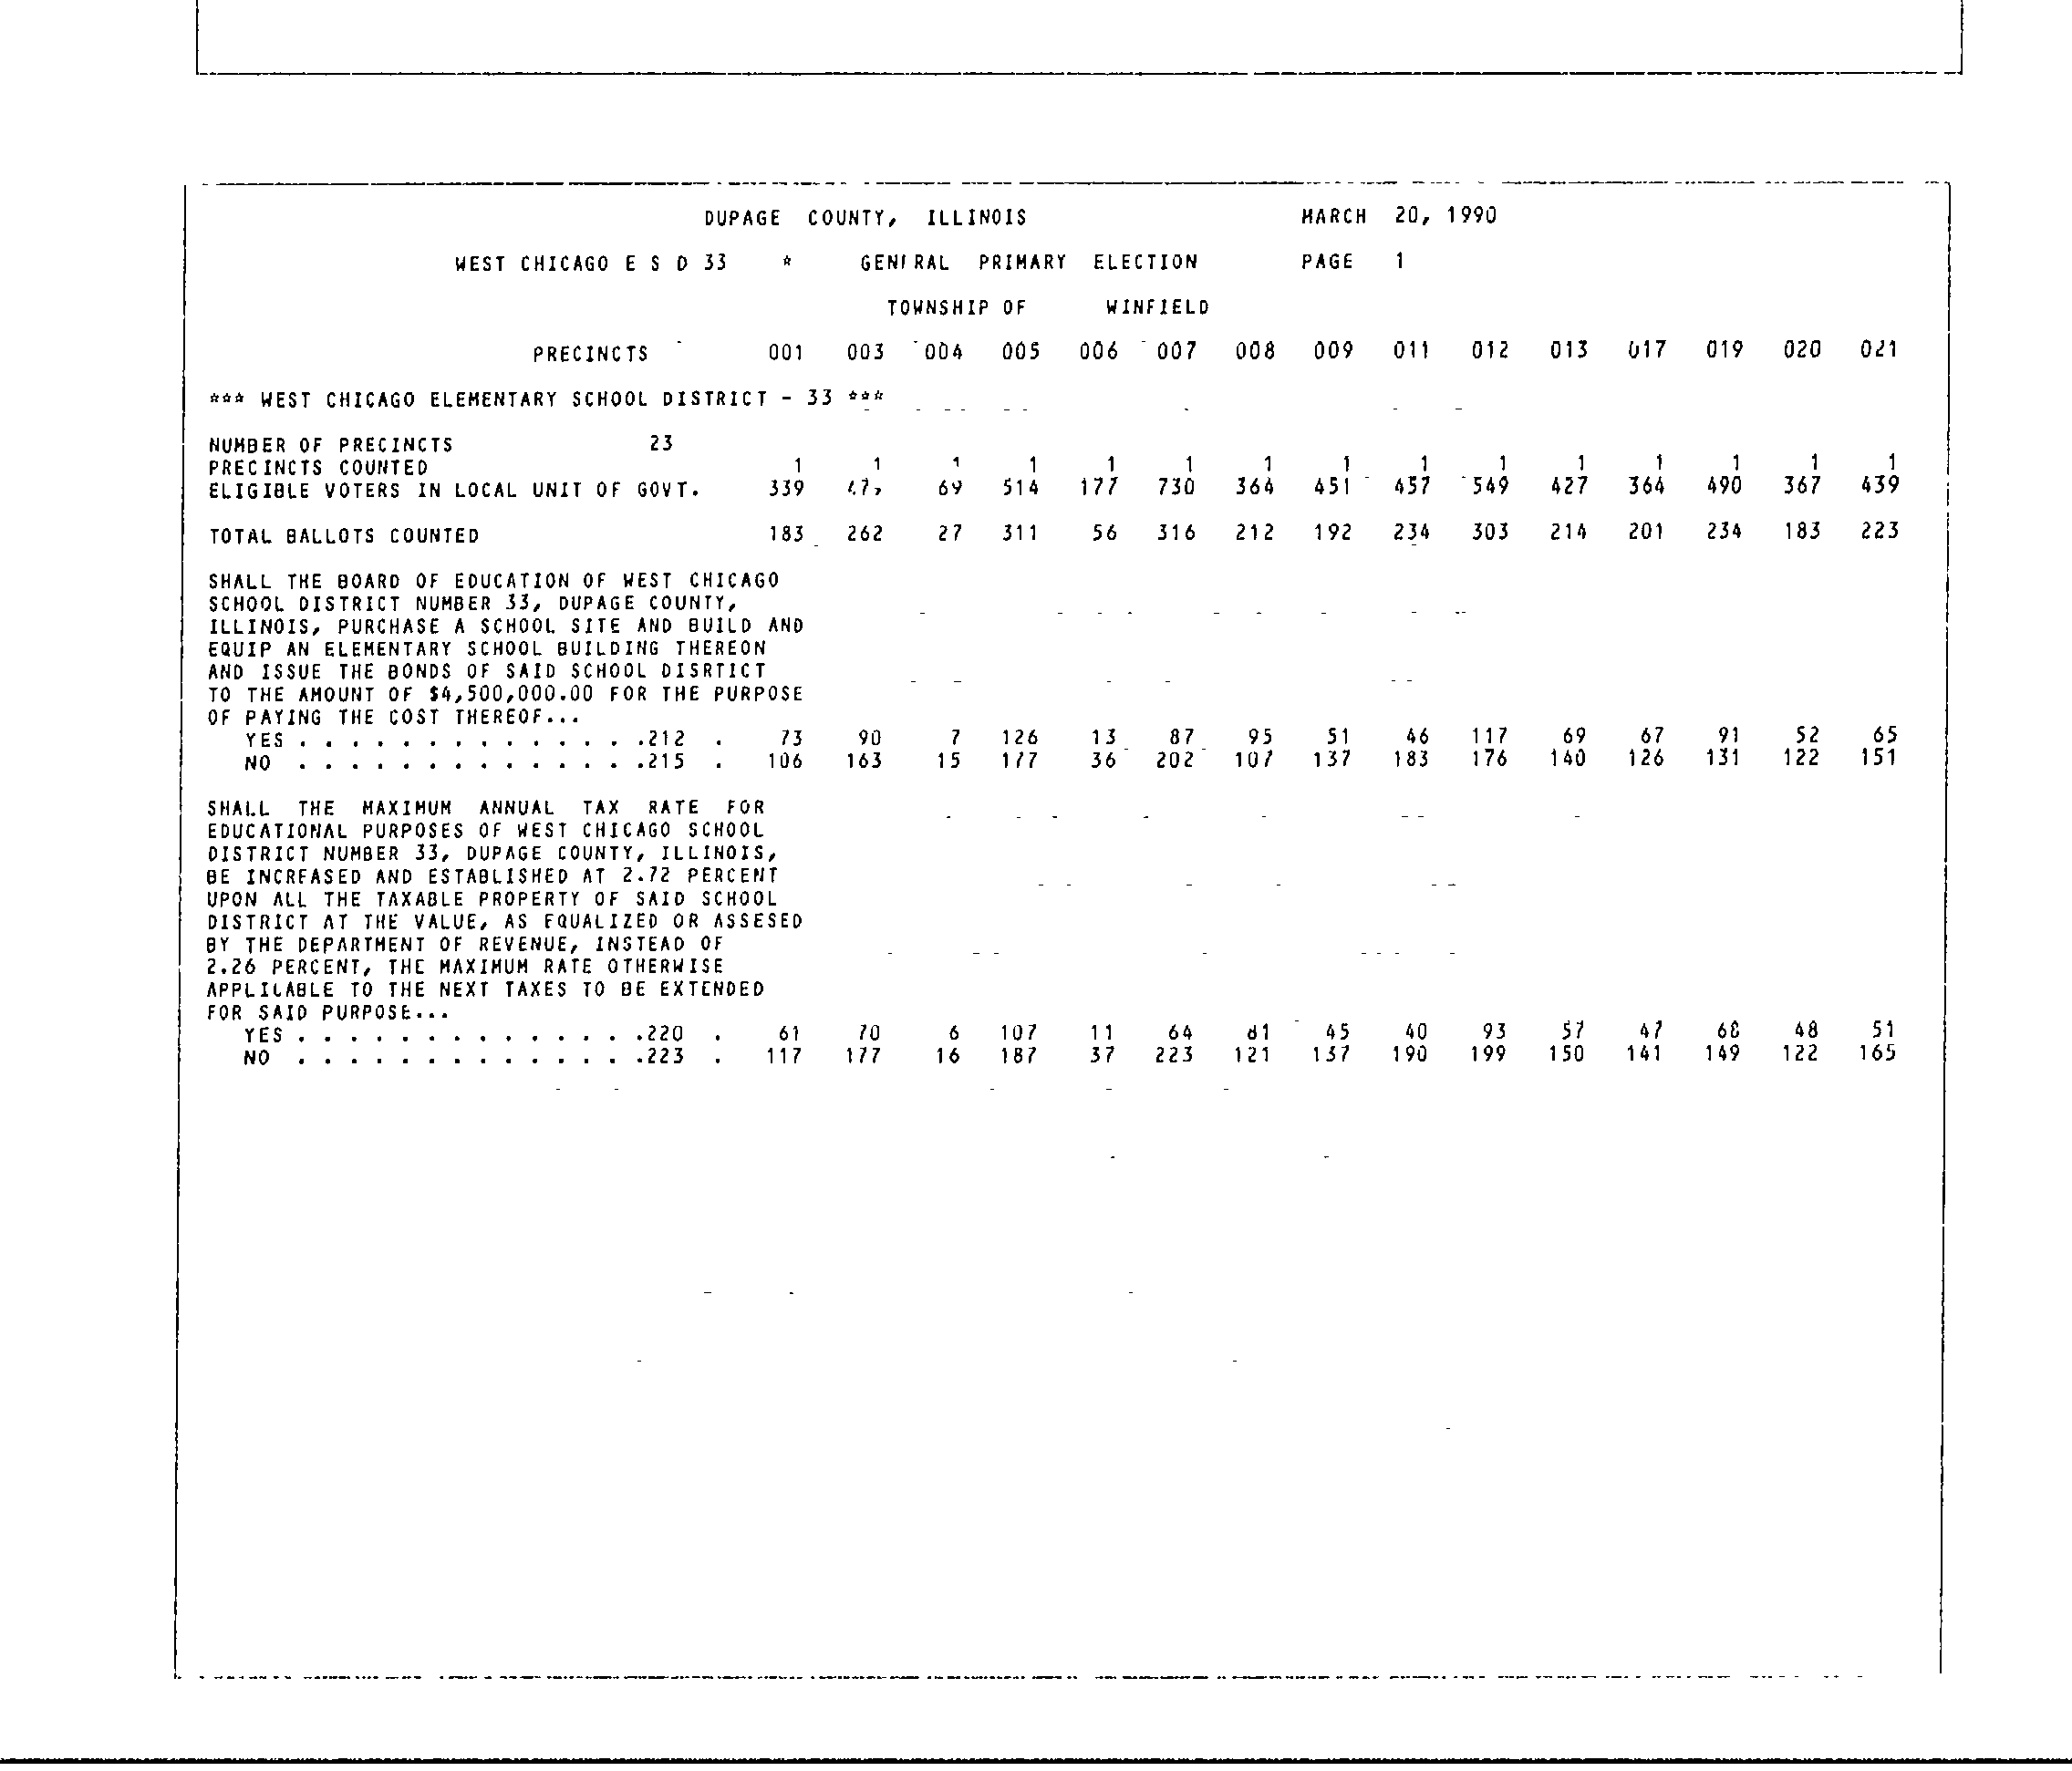 DUPAGE COUNTY, ILLINOIS MARCH 20, 1990
WEST CHICAGO E S D 33 * GENERAL PRIMARY ELECTION PAGE 1
TOWNSHIP OF WINFIELD
PRECINCTS 001 003 004 005 006 007 008 009 011 012 013 017 019 020 021
*** WEST CHICAGO ELEMENTARY SCHOOL DISTRICT - 33 ***
NUMBER OF PRECINCTS 23
PRECINCTS COUNTED 1 1 1 1 1 1 1 1 1 1 1 1 1 1 1
ELIGIBLE VOTERS IN LOCAL UNIT OF GOVT. 339 69 514 177 730 364 451 457 549 427 364 490 367 439
TOTAL BALLOTS COUNTED 183 262 27 311 56 316 212 192 234 303 214 201 234 183 223
SHALL THE BOARD OF EDUCATION OF WEST CHICAGO
SCHOOL DISTRICT NUMBER 33, DUPAGE COUNTY,
ILLINOIS, PURCHASE A SCHOOL SITE AND BUILD AND
EQUIP AN ELEMENTARY SCHOOL BUILDING THEREON
AND ISSUE THE BONDS OF SAID SCHOOL DISRTICT
TO THE AMOUNT OF $4,500,000.00 FOR THE PURPOSE
OF PAYING THE COST THEREOF...
YES . . . . . . . . . . . . . .212 . 73 90 7 126 13 87 95 51 46 117 69 67 91 52 65
NO . . . . . . . . . . . . . .215 . 106 163 15 177 36 202 107 137 183 176 140 126 131 122 151
SHALL THE MAXIMUM ANNUAL TAX RATE FOR
EDUCATIONAL PURPOSES OF WEST CHICAGO SCHOOL
DISTRICT NUMBER 33, DUPAGE COUNTY, ILLINOIS,
BE INCREASED AND ESTABLISHED AT 2.72 PERCENT
UPON ALL THE TAXABLE PROPERTY OF SAID SCHOOL
DISTRICT AT THE VALUE, AS EQUALIZED OR ASSESED
BY THE DEPARTMENT OF REVENUE, INSTEAD OF
2.26 PERCENT, THE MAXIMUM RATE OTHERWISE
APPLICABLE TO THE NEXT TAXES TO BE EXTENDED
FOR SAID PURPOSE...
YES . . . . . . . . . . . . . .220 . 61 70 6 107 11 64 81 45 40 93 57 47 68 48 51
NO . . . . . . . . . . . . . .223 . 117 177 16 187 37 223 121 137 190 199 150 141 149 122 165